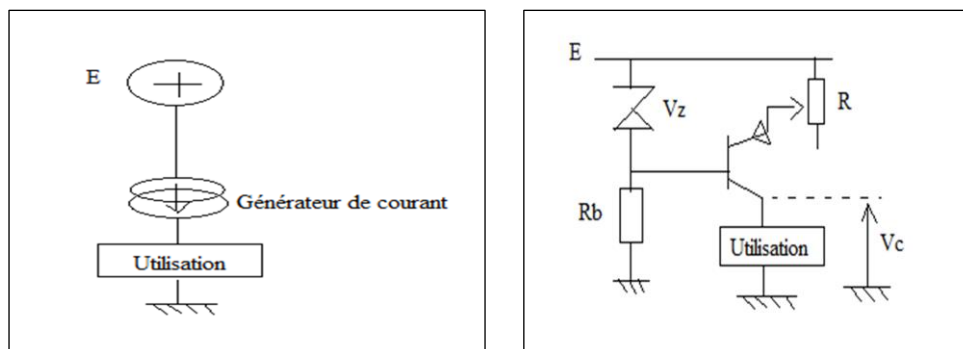 E
Générateur de courant
Utilisation
E
Vz
R
Rb
Utilisation
Vc